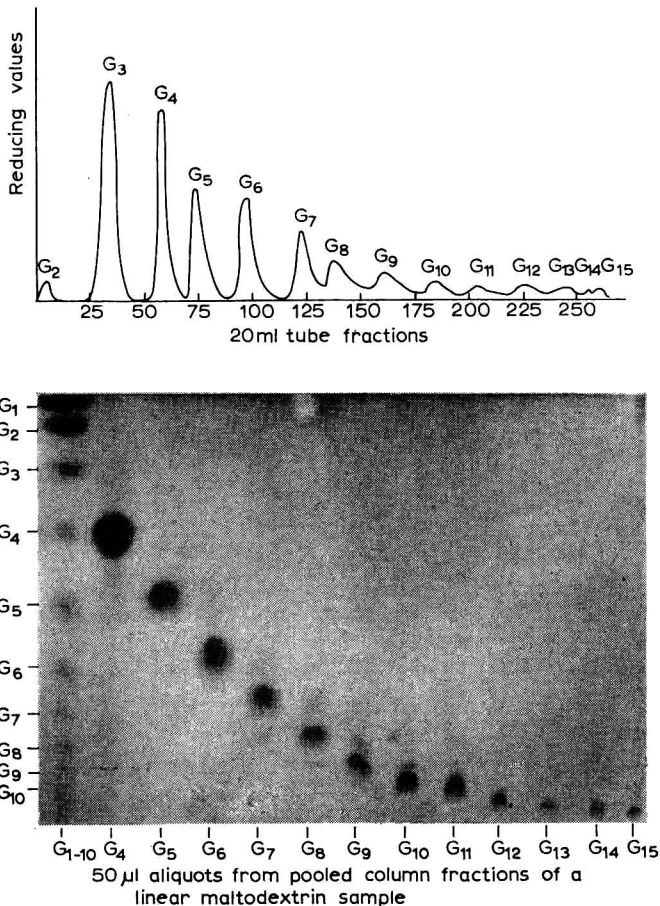 Reducing values
G₂
G₃
G₄
G₅
G₆
G₇
G₈
G₉
G₁₀
G₁₁
G₁₂
G₁₃
G₁₄
G₁₅
25 50 75 100 125 150 175 200 225 250
20ml tube fractions
G₁
G₂
G₃
G₄
G₅
G₆
G₇
G₈
G₉
G₁₀
G₁₋₁₀ G₄ G₅ G₆ G₇ G₈ G₉ G₁₀ G₁₁ G₁₂ G₁₃ G₁₄ G₁₅
50 µl aliquots from pooled column fractions of a
linear maltodextrin sample